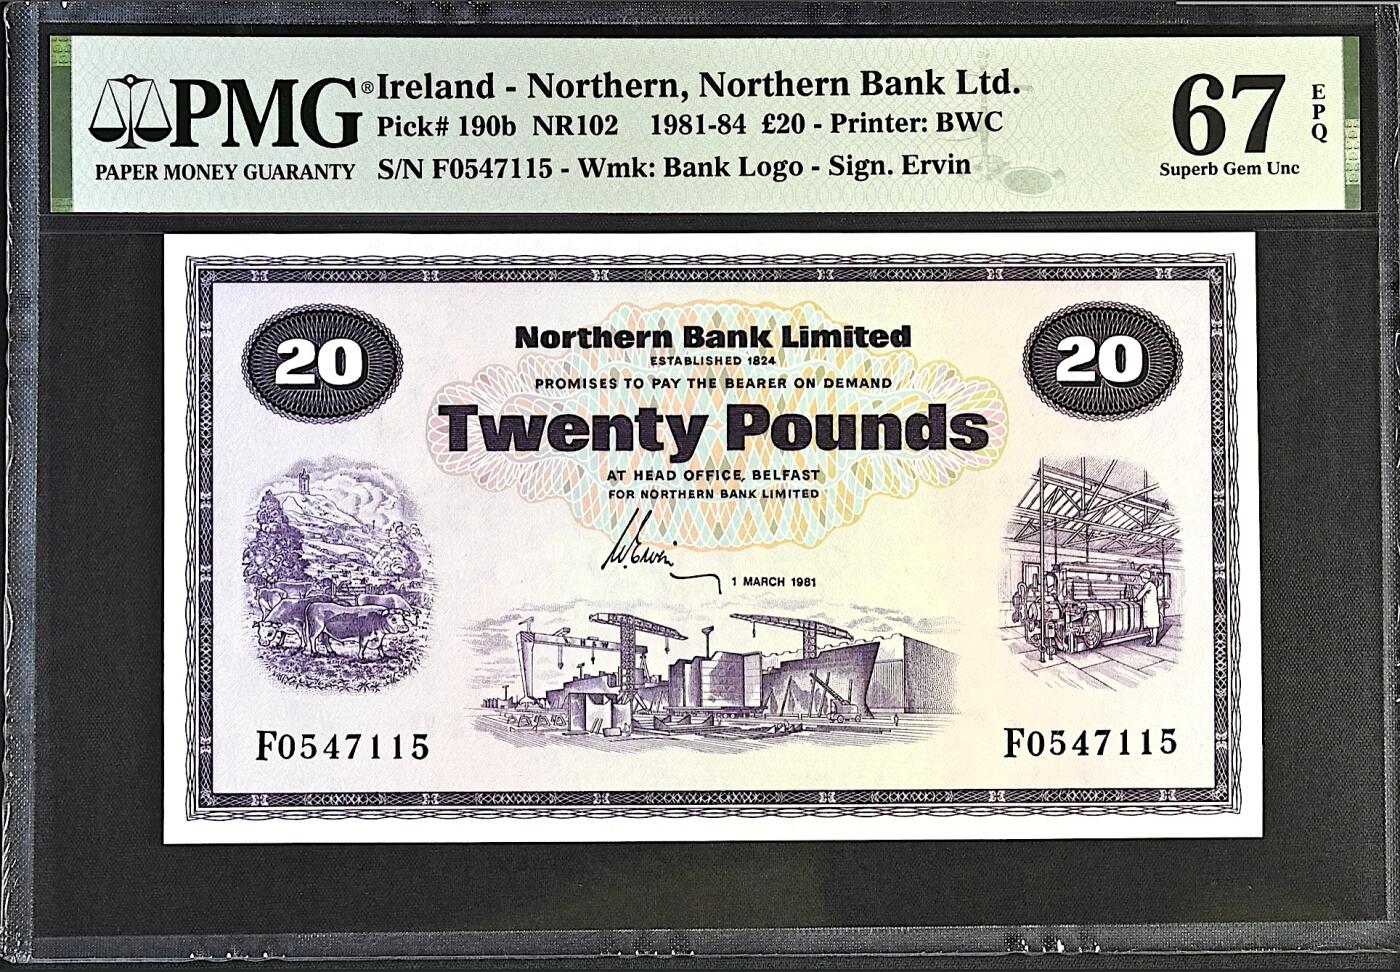 PMG®
PAPER MONEY GUARANTY
Ireland - Northern, Northern Bank Ltd.
Pick# 190b NR102 1981-84 £20 - Printer: BWC
S/N F0547115 - Wmk: Bank Logo - Sign. Ervin
67
EPQ
Superb Gem Unc
20
20
Northern Bank Limited
ESTABLISHED 1824
PROMISES TO PAY THE BEARER ON DEMAND
Twenty Pounds
AT HEAD OFFICE, BELFAST
FOR NORTHERN BANK LIMITED
W. Ervin
1 MARCH 1981
F0547115
F0547115